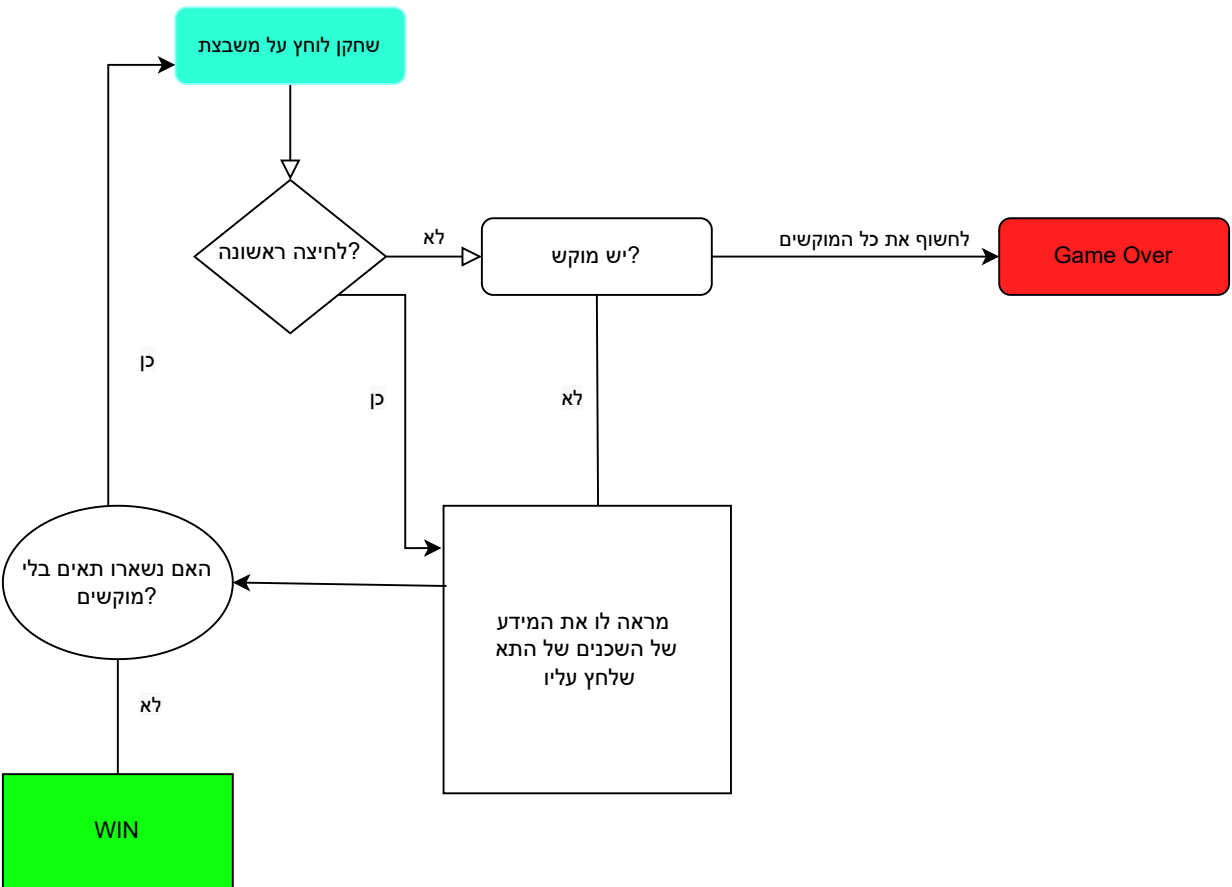 שחקן לוחץ על משבצת
לחיצה ראשונה?
לא
יש מוקש?
לחשוף את כל המוקשים
Game Over
כן
כן
לא
האם נשארו תאים בלי
מוקשים?
מראה לו את המידע
של השכנים של התא
שלחץ עליו
לא
WIN